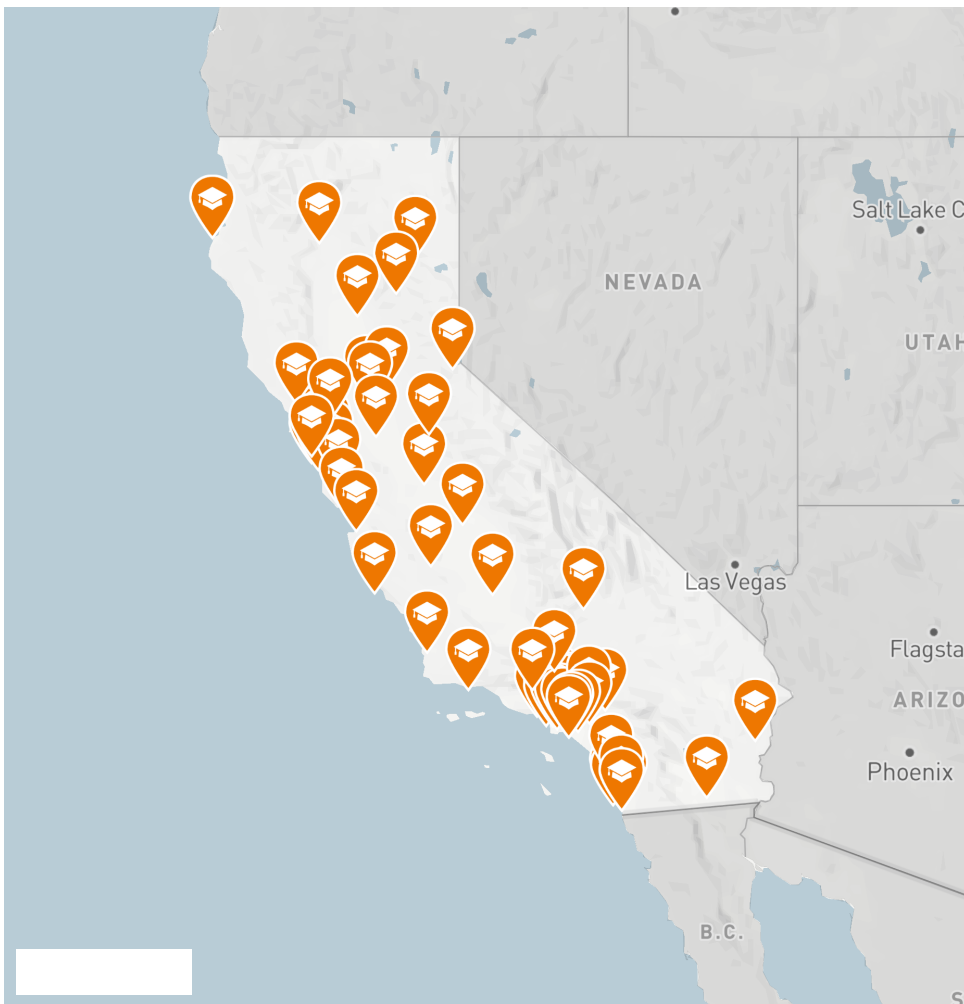 Salt Lake C
NEVADA
UTAH
Las Vegas
Flagsta
ARIZO
Phoenix
B.C.
S